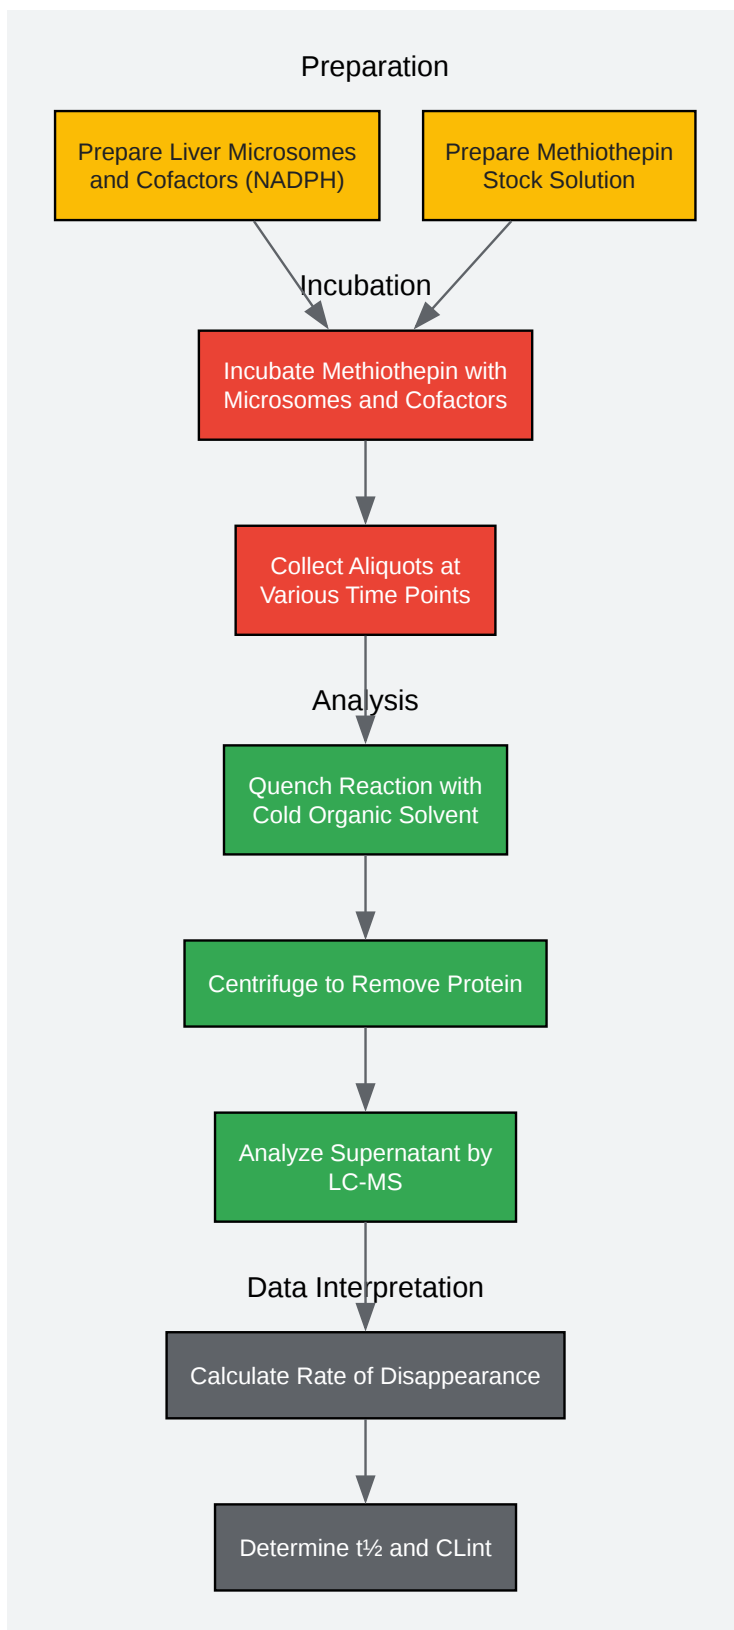 Preparation
Prepare Liver Microsomes
and Cofactors (NADPH)
Prepare Methiothepin
Stock Solution
Incubation
Incubate Methiothepin with
Microsomes and Cofactors
Collect Aliquots at
Various Time Points
Analysis
Quench Reaction with
Cold Organic Solvent
Centrifuge to Remove Protein
Analyze Supernatant by
LC-MS
Data Interpretation
Calculate Rate of Disappearance
Determine t½ and CLint